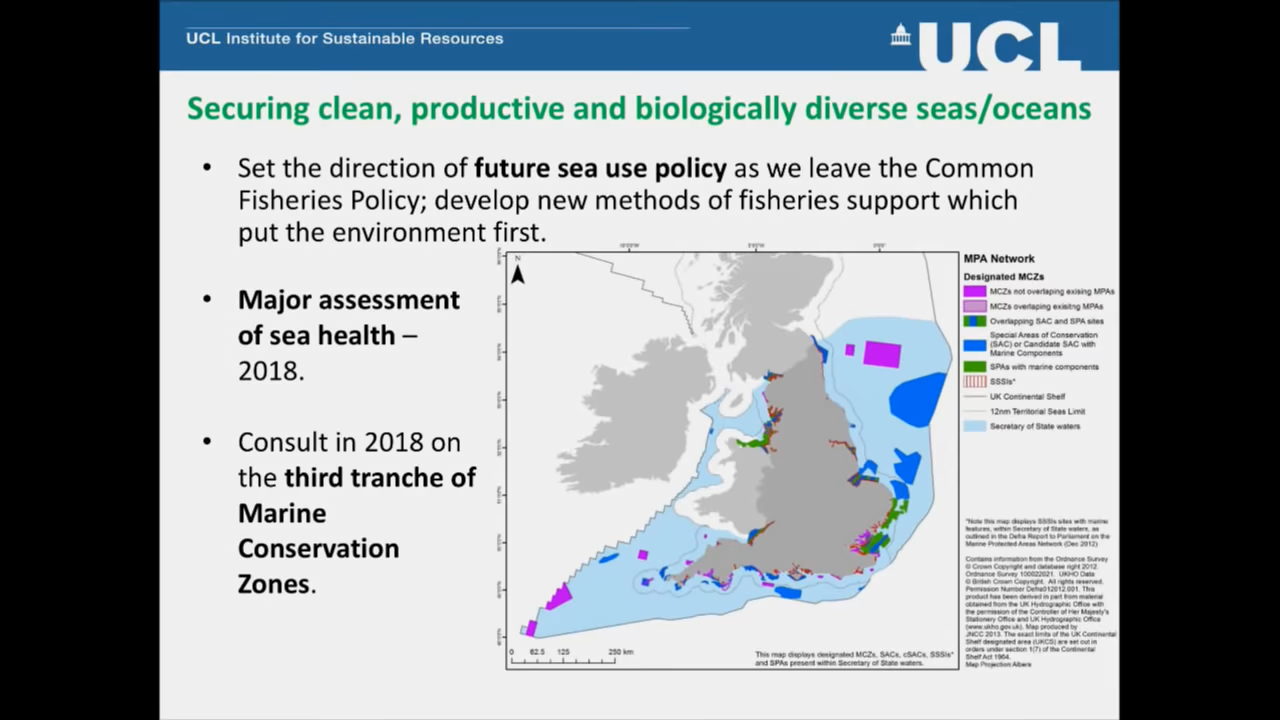 UCL Institute for Sustainable Resources
UCL
Securing clean, productive and biologically diverse seas/oceans
• Set the direction of future sea use policy as we leave the Common
Fisheries Policy; develop new methods of fisheries support which
put the environment first.
• Major assessment
of sea health –
2018.
• Consult in 2018 on
the third tranche of
Marine
Conservation
Zones.
N
0 62.5 125 250 km
This map displays designated MCZs, SACs, cSACs, SSSIs*
and SPAs present within Secretary of State waters.
MPA Network
Designated MCZs
MCZs not overlaping exising MPAs
MCZs overlaping exisitng MPAs
Overlapping SAC and SPA sites
Special Areas of Conservation
(SAC) or Candidate SAC with
Marine Components
SPAs with marine components
SSSIs*
UK Continental Shelf
12nm Territorial Seas Limit
Secretary of State waters
*Note this map displays SSSIs sites with marine
features, within Secretary of State waters, as
outlined in the Defra Report to Parliament on the
Marine Protected Areas Network (Dec 2012)
Contains information from the Ordnance Survey
© Crown Copyright and database right 2012.
Ordnance Survey 100022021. UKHO Data
© British Crown Copyright. All rights reserved.
Permission Number Defra012012.001. This
product has been derived in part from material
obtained from the UK Hydrographic Office with
the permission of the Controller of Her Majesty's
Stationery Office and UK Hydrographic Office
(www.ukho.gov.uk). Map produced by
JNCC 2013. The exact limits of the UK Continental
Shelf designated area (UKCS) are set out in
orders under section 1(7) of the Continental
Shelf Act 1964.
Map Projection:Albers